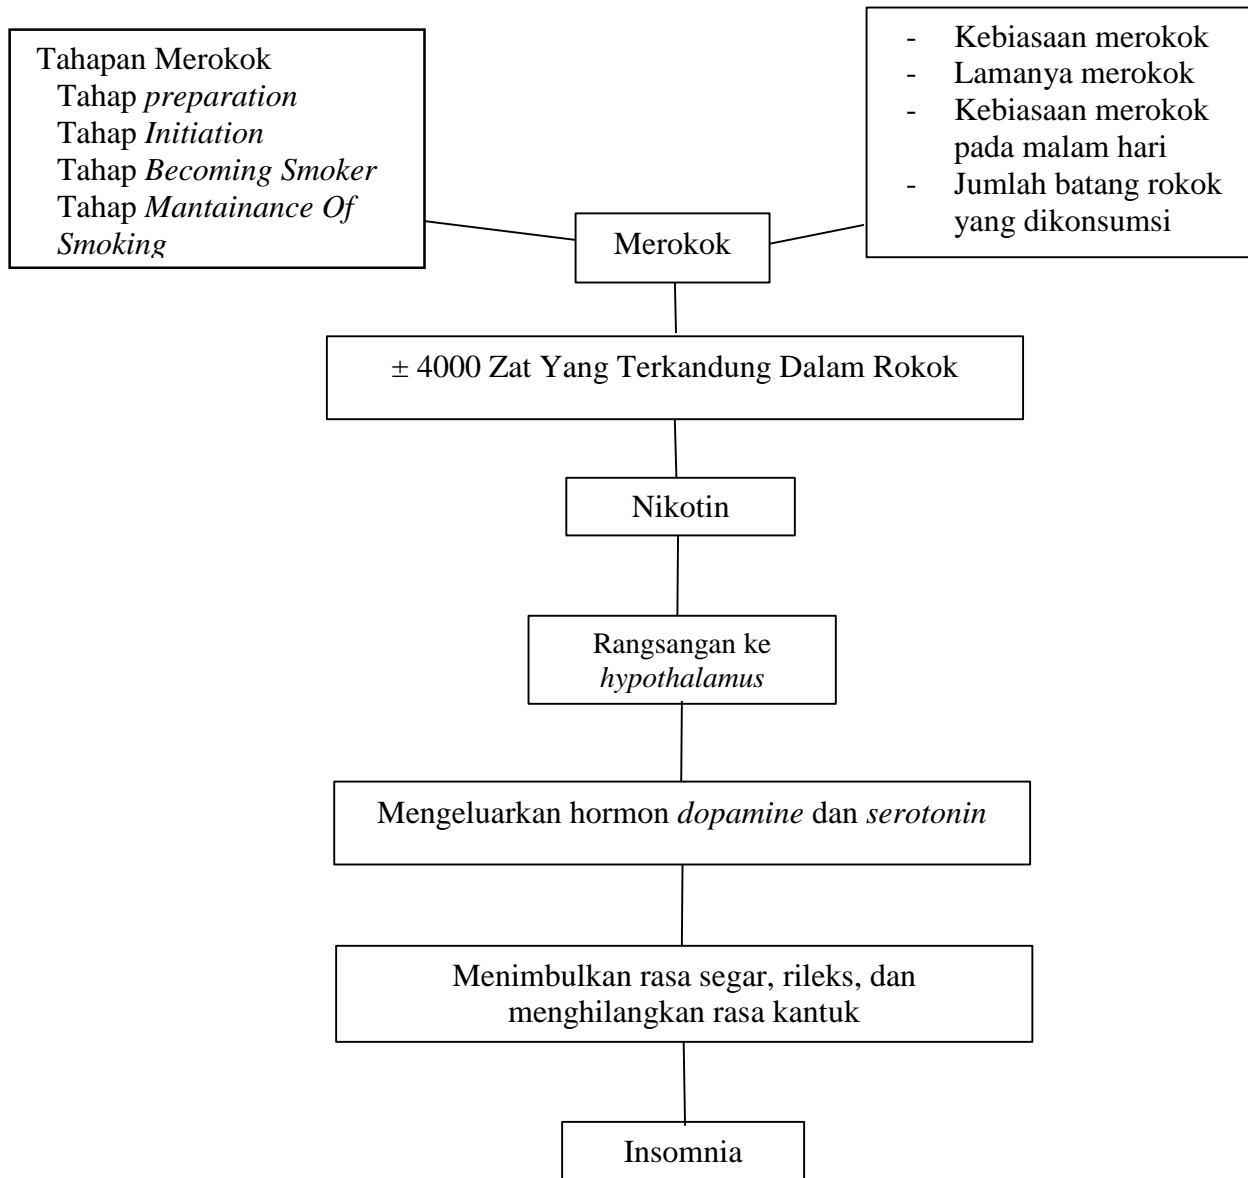 Tahapan Merokok
Tahap preparation
Tahap Initiation
Tahap Becoming Smoker
Tahap Mantainance Of
Smoking
- Kebiasaan merokok
- Lamanya merokok
- Kebiasaan merokok
pada malam hari
- Jumlah batang rokok
yang dikonsumsi
Merokok
± 4000 Zat Yang Terkandung Dalam Rokok
Nikotin
Rangsangan ke
hypothalamus
Mengeluarkan hormon dopamine dan serotonin
Menimbulkan rasa segar, rileks, dan
menghilangkan rasa kantuk
Insomnia